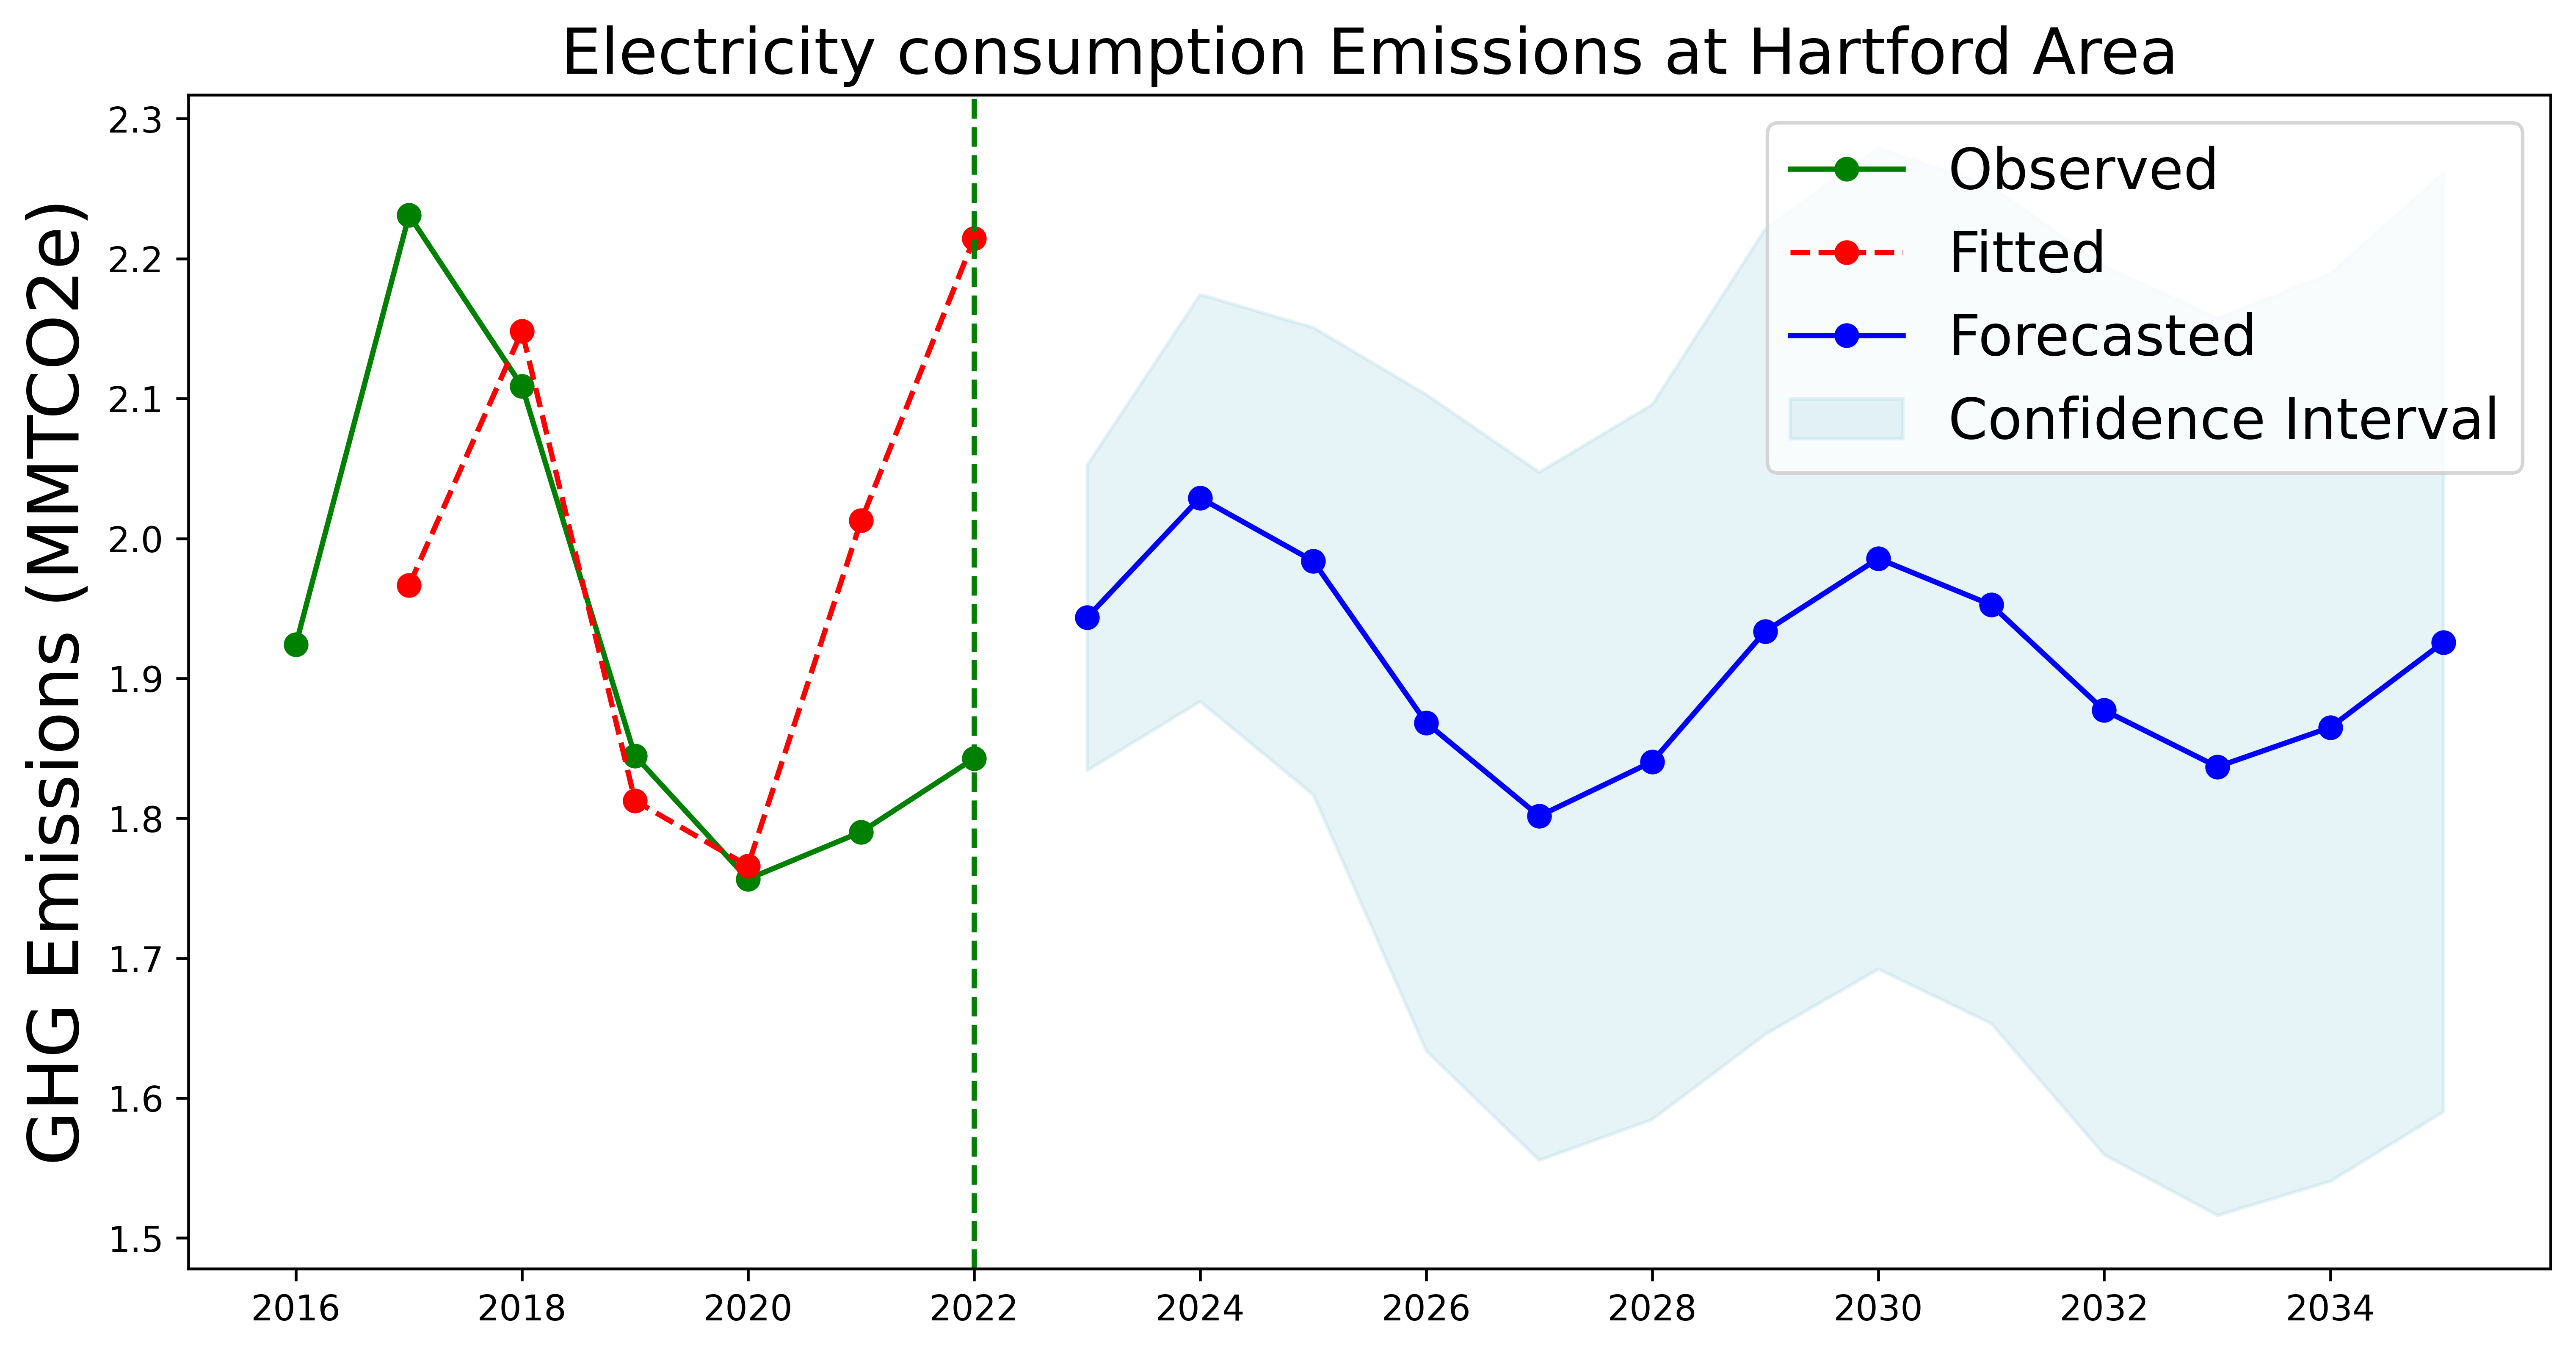 Electricity consumption Emissions at Hartford Area
GHG Emissions (MMTCO2e)
2.3
2.2
2.1
2.0
1.9
1.8
1.7
1.6
1.5
Observed
Fitted
Forecasted
Confidence Interval
2016 2018 2020 2022 2024 2026 2028 2030 2032 2034